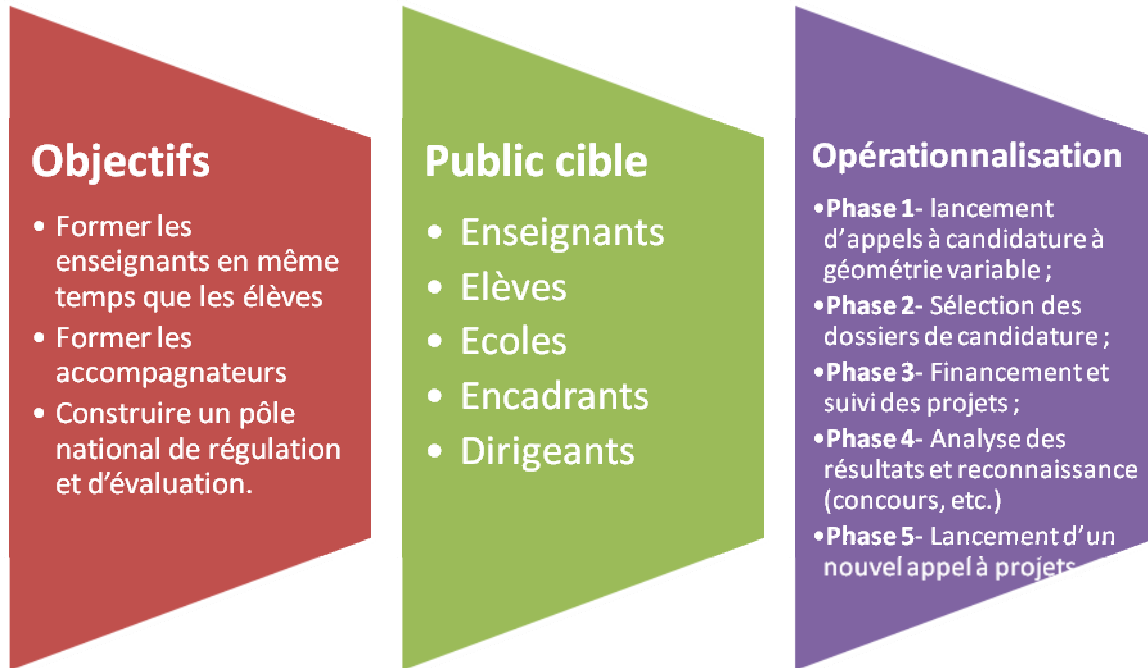 Objectifs
• Former les
enseignants en même
temps que les élèves
• Former les
accompagnateurs
• Construire un pôle
national de régulation
et d’évaluation.
Public cible
• Enseignants
• Elèves
• Ecoles
• Encadrants
• Dirigeants
Opérationnalisation
•Phase 1- lancement
d’appels à candidature à
géométrie variable ;
•Phase 2- Sélection des
dossiers de candidature ;
•Phase 3- Financement et
suivi des projets ;
•Phase 4- Analyse des
résultats et reconnaissance
(concours, etc.)
•Phase 5- Lancement d’un
nouvel appel à projets